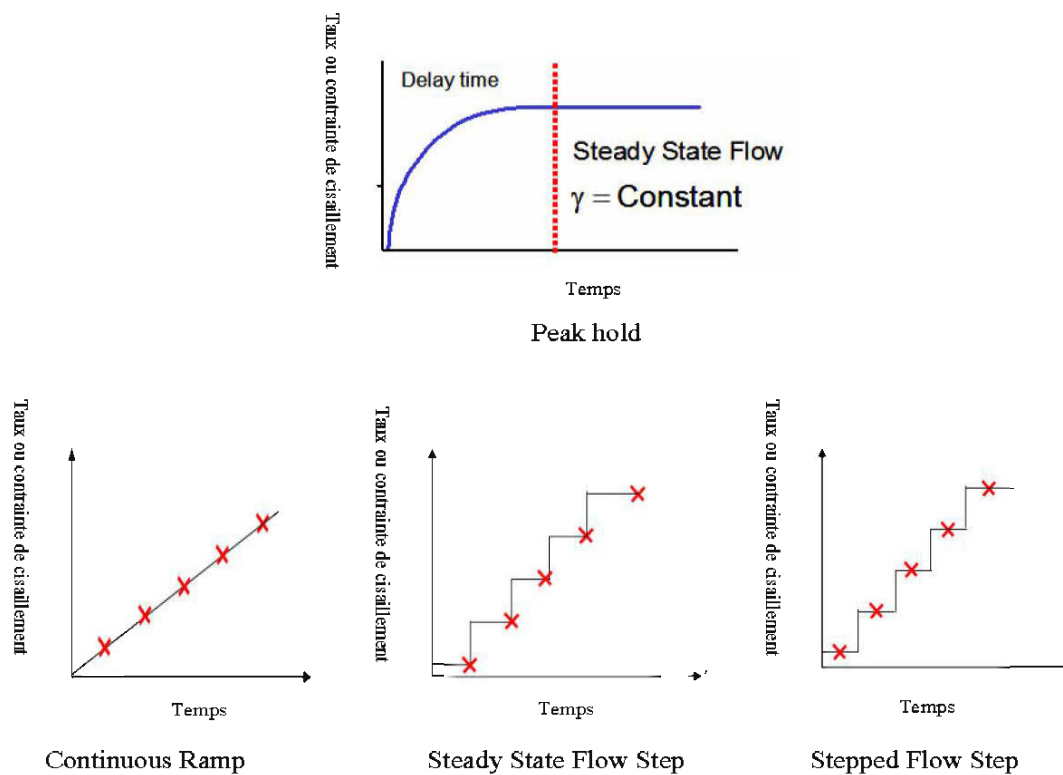 Taux ou contrainte de cisaillement
Delay time
Steady State Flow
γ = Constant
Temps
Peak hold
Taux ou contrainte de cisaillement
Temps
Continuous Ramp
Taux ou contrainte de cisaillement
Temps
Steady State Flow Step
Taux ou contrainte de cisaillement
Temps
Stepped Flow Step